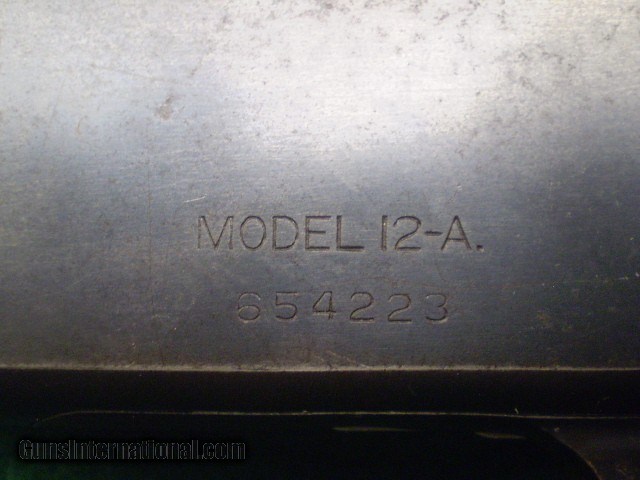 MODEL 12-A.
654223
GunsInternational.com